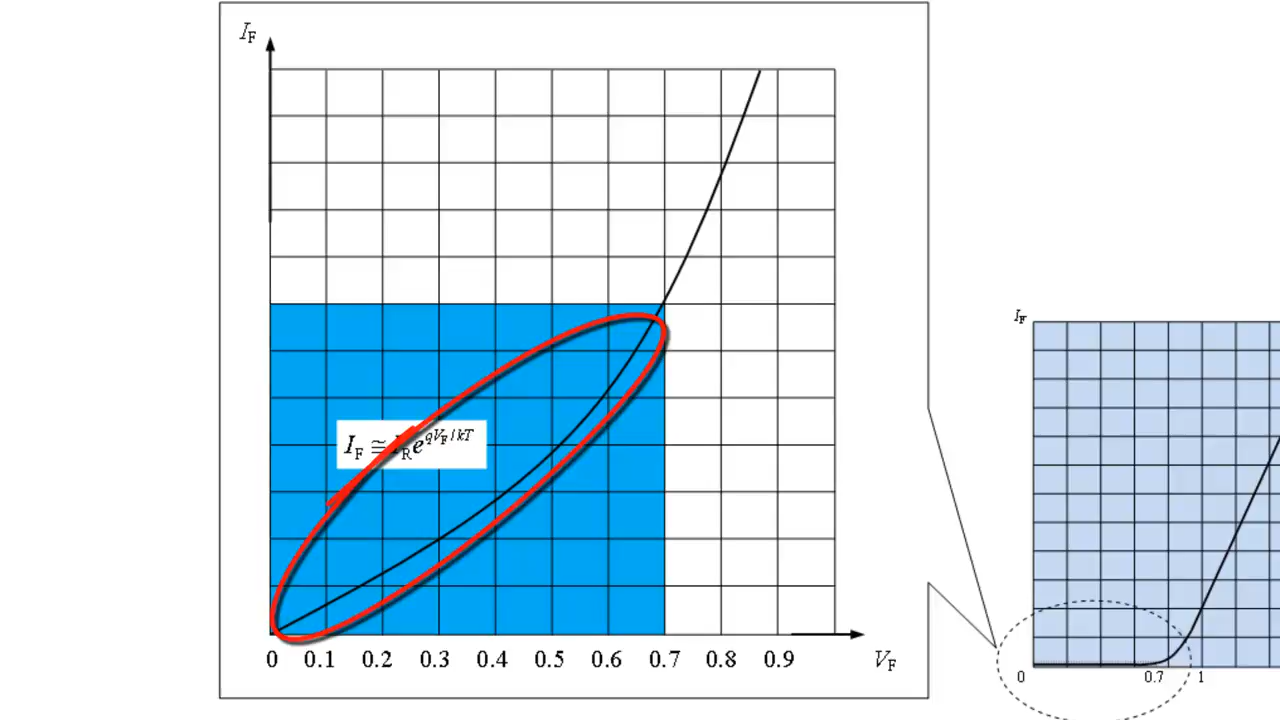 I_F
I_F ≅ I_R e^{qV_F/kT}
0 0.1 0.2 0.3 0.4 0.5 0.6 0.7 0.8 0.9 V_F
I_F
0 0.7 1